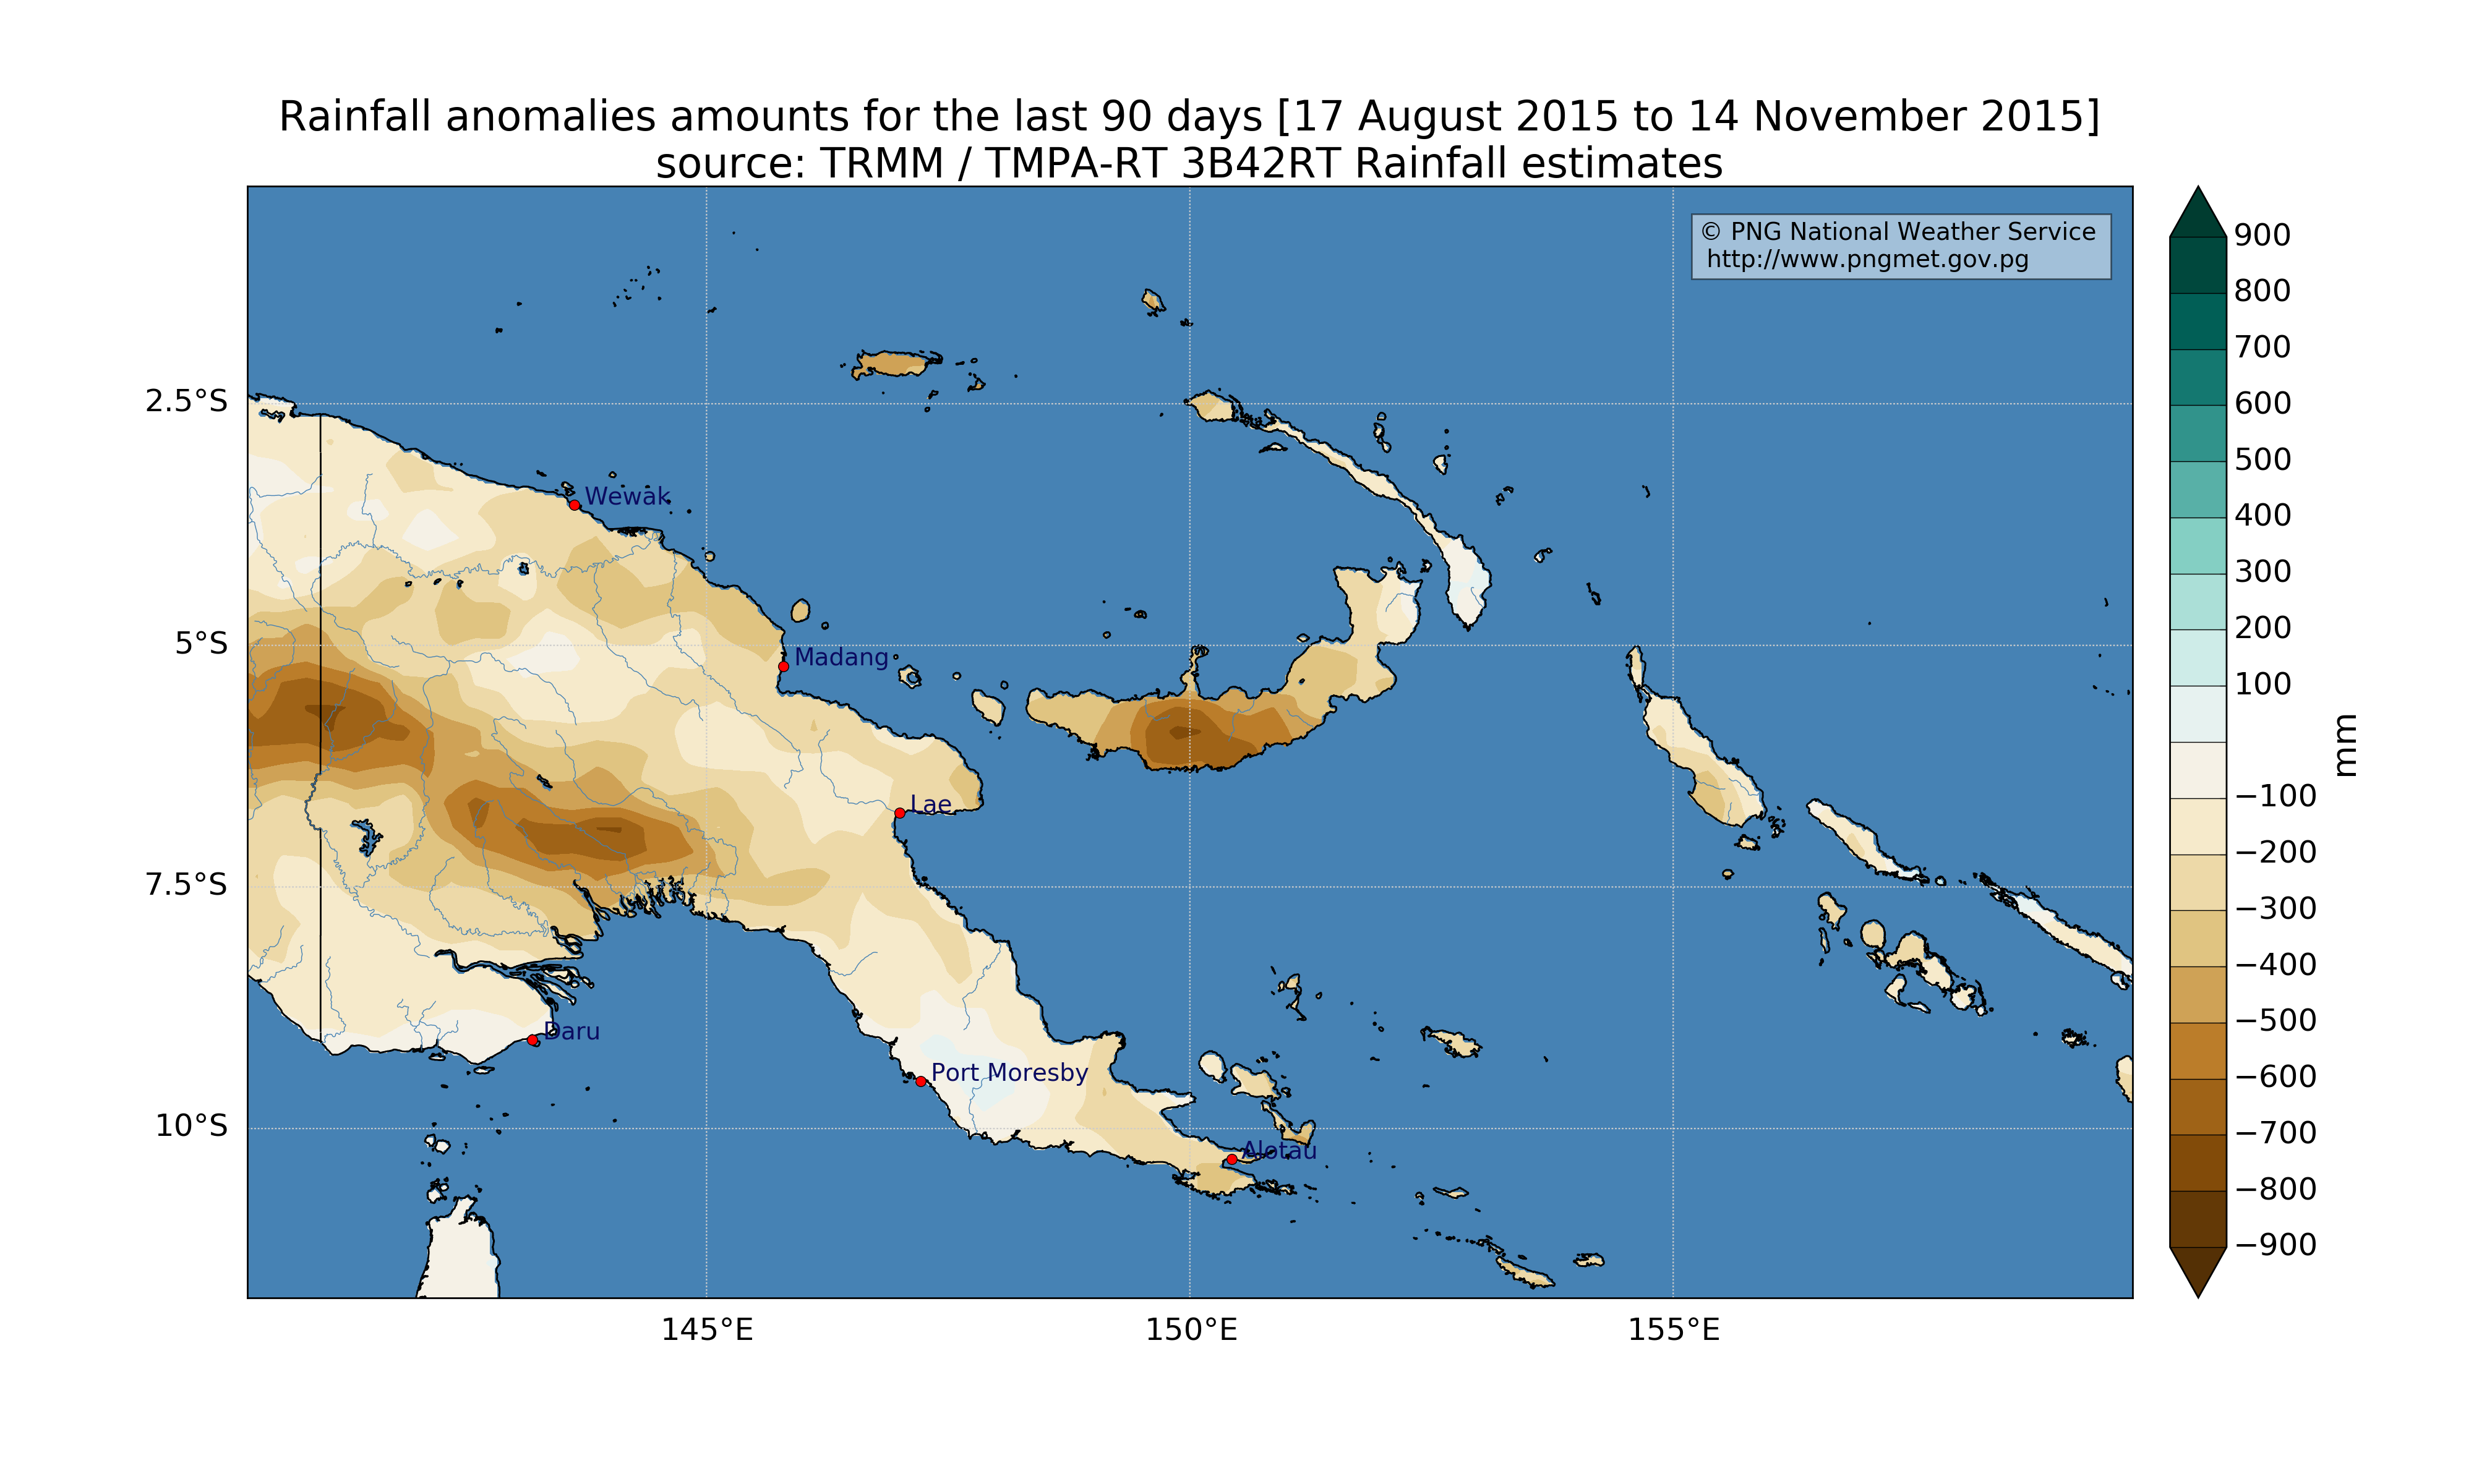 Rainfall anomalies amounts for the last 90 days [17 August 2015 to 14 November 2015]
source: TRMM / TMPA-RT 3B42RT Rainfall estimates
© PNG National Weather Service
http://www.pngmet.gov.pg
2.5°S
5°S
7.5°S
10°S
145°E
150°E
155°E
Wewak
Madang
Lae
Daru
Port Moresby
Alotau
900
800
700
600
500
400
300
200
100
−100
−200
−300
−400
−500
−600
−700
−800
−900
mm